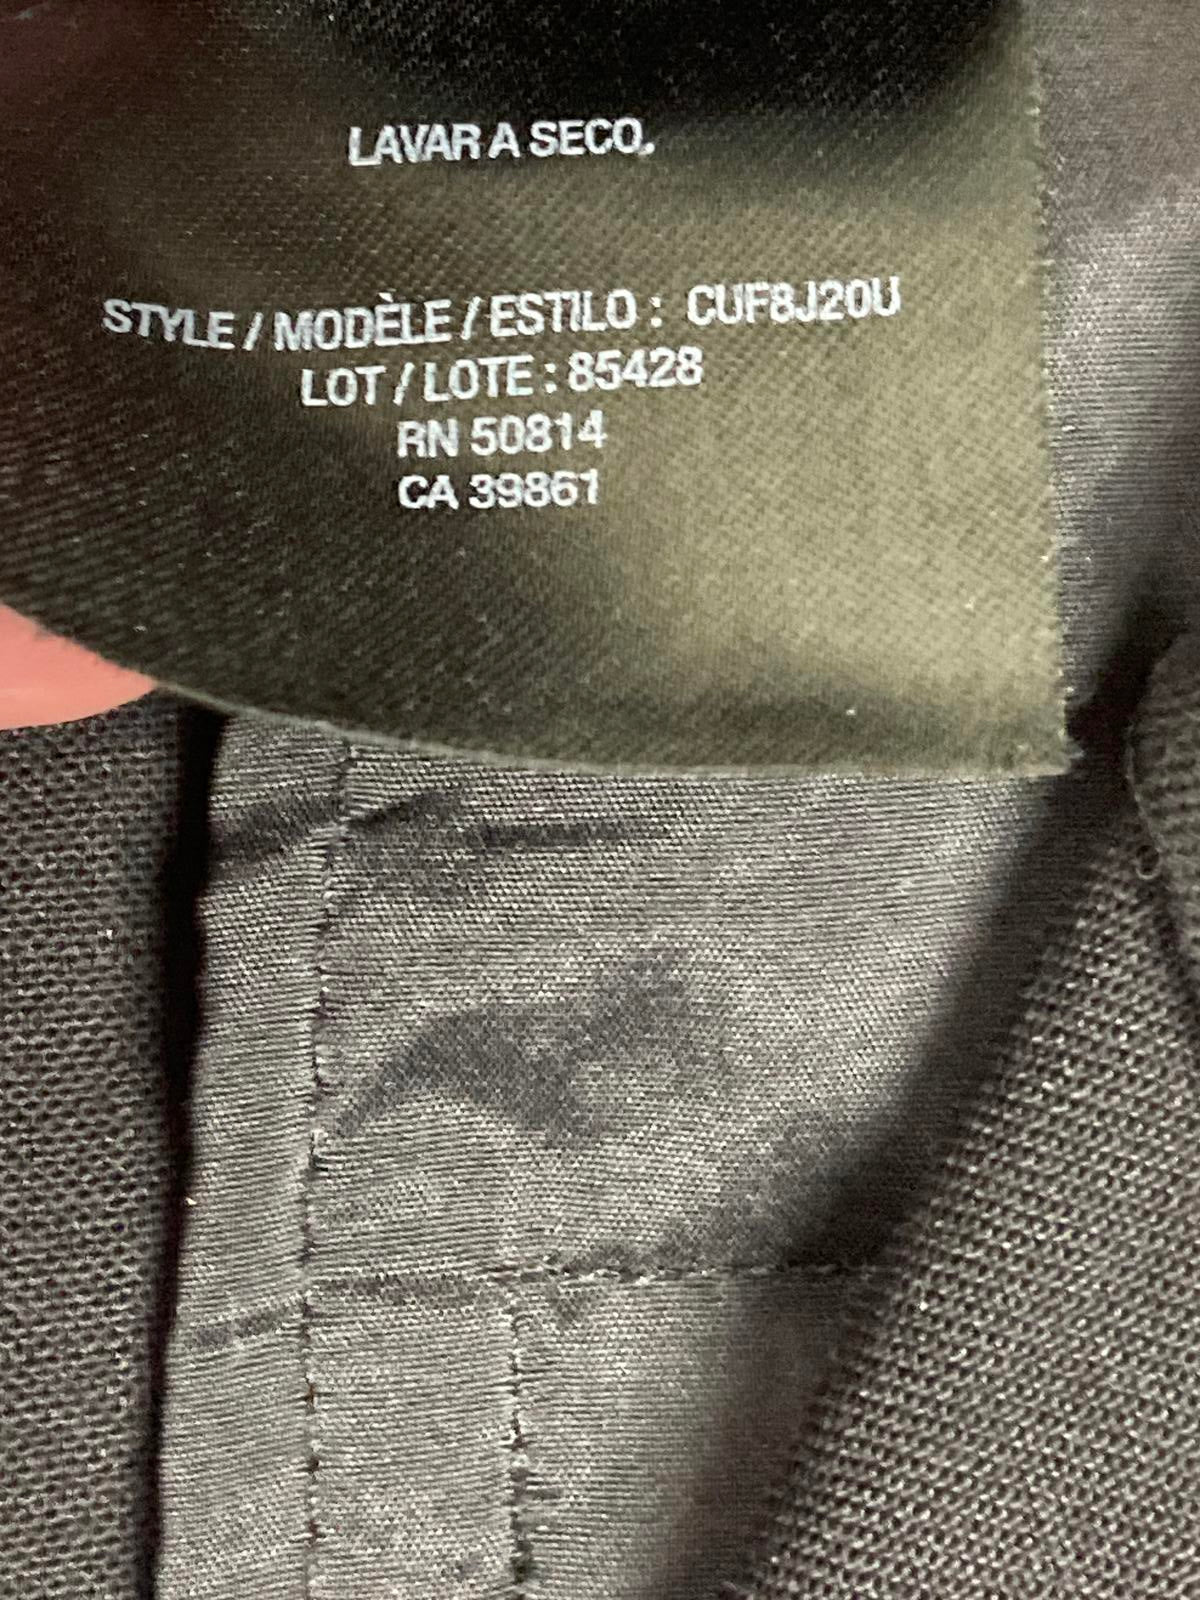 LAVAR A SECO.
STYLE / MODÈLE / ESTILO : CUF8J20U
LOT / LOTE : 85428
RN 50814
CA 39861